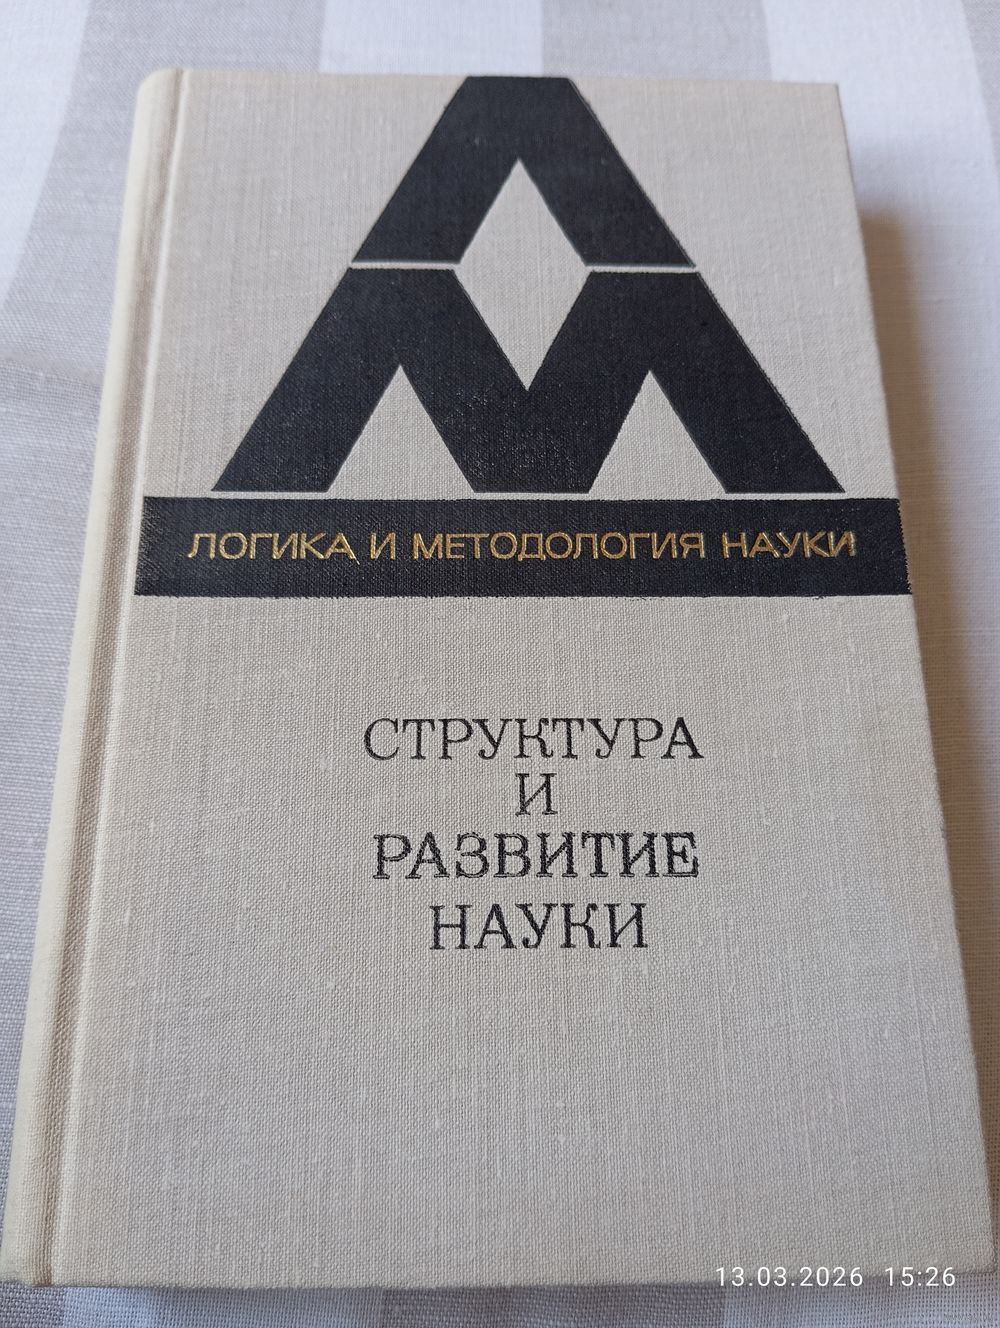 ЛОГИКА И МЕТОДОЛОГИЯ НАУКИ
СТРУКТУРА
И
РАЗВИТИЕ
НАУКИ
13.03.2026 15:26